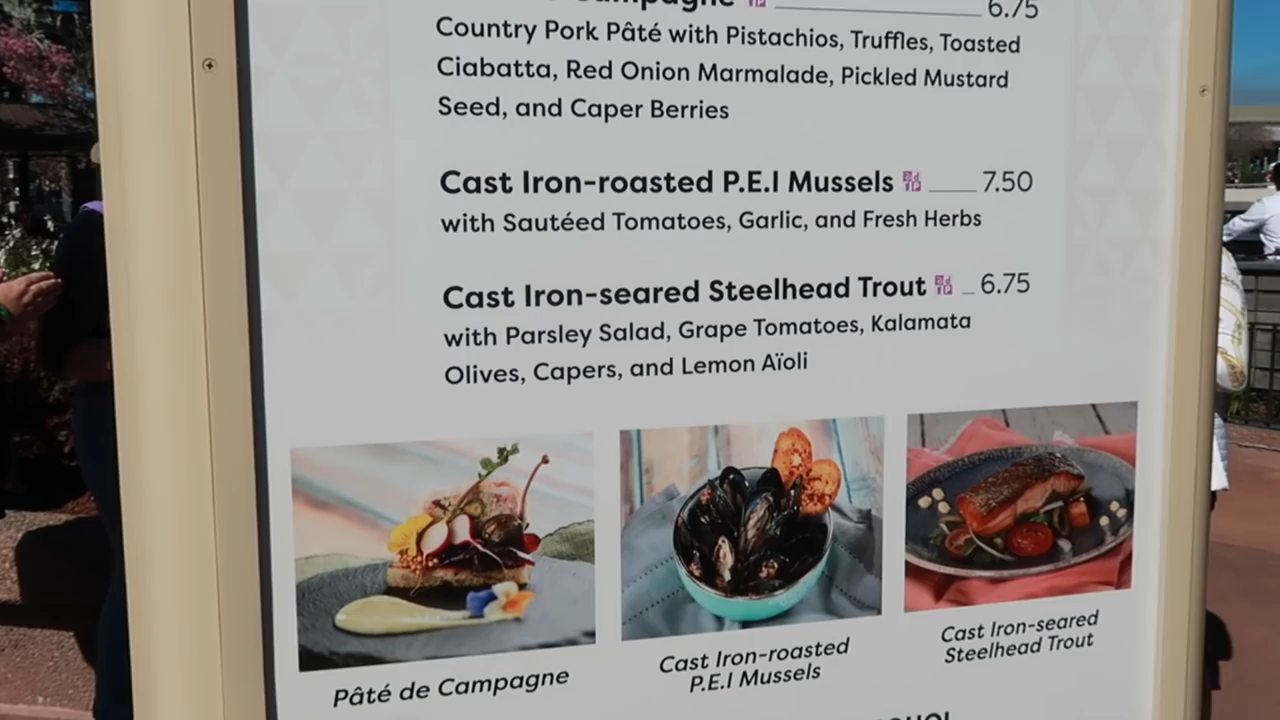 Campagne 6.75
Country Pork Pâté with Pistachios, Truffles, Toasted
Ciabatta, Red Onion Marmalade, Pickled Mustard
Seed, and Caper Berries
Cast Iron-roasted P.E.I Mussels 7.50
with Sautéed Tomatoes, Garlic, and Fresh Herbs
Cast Iron-seared Steelhead Trout 6.75
with Parsley Salad, Grape Tomatoes, Kalamata
Olives, Capers, and Lemon Aïoli
Pâté de Campagne
Cast Iron-roasted
P.E.I Mussels
Cast Iron-seared
Steelhead Trout